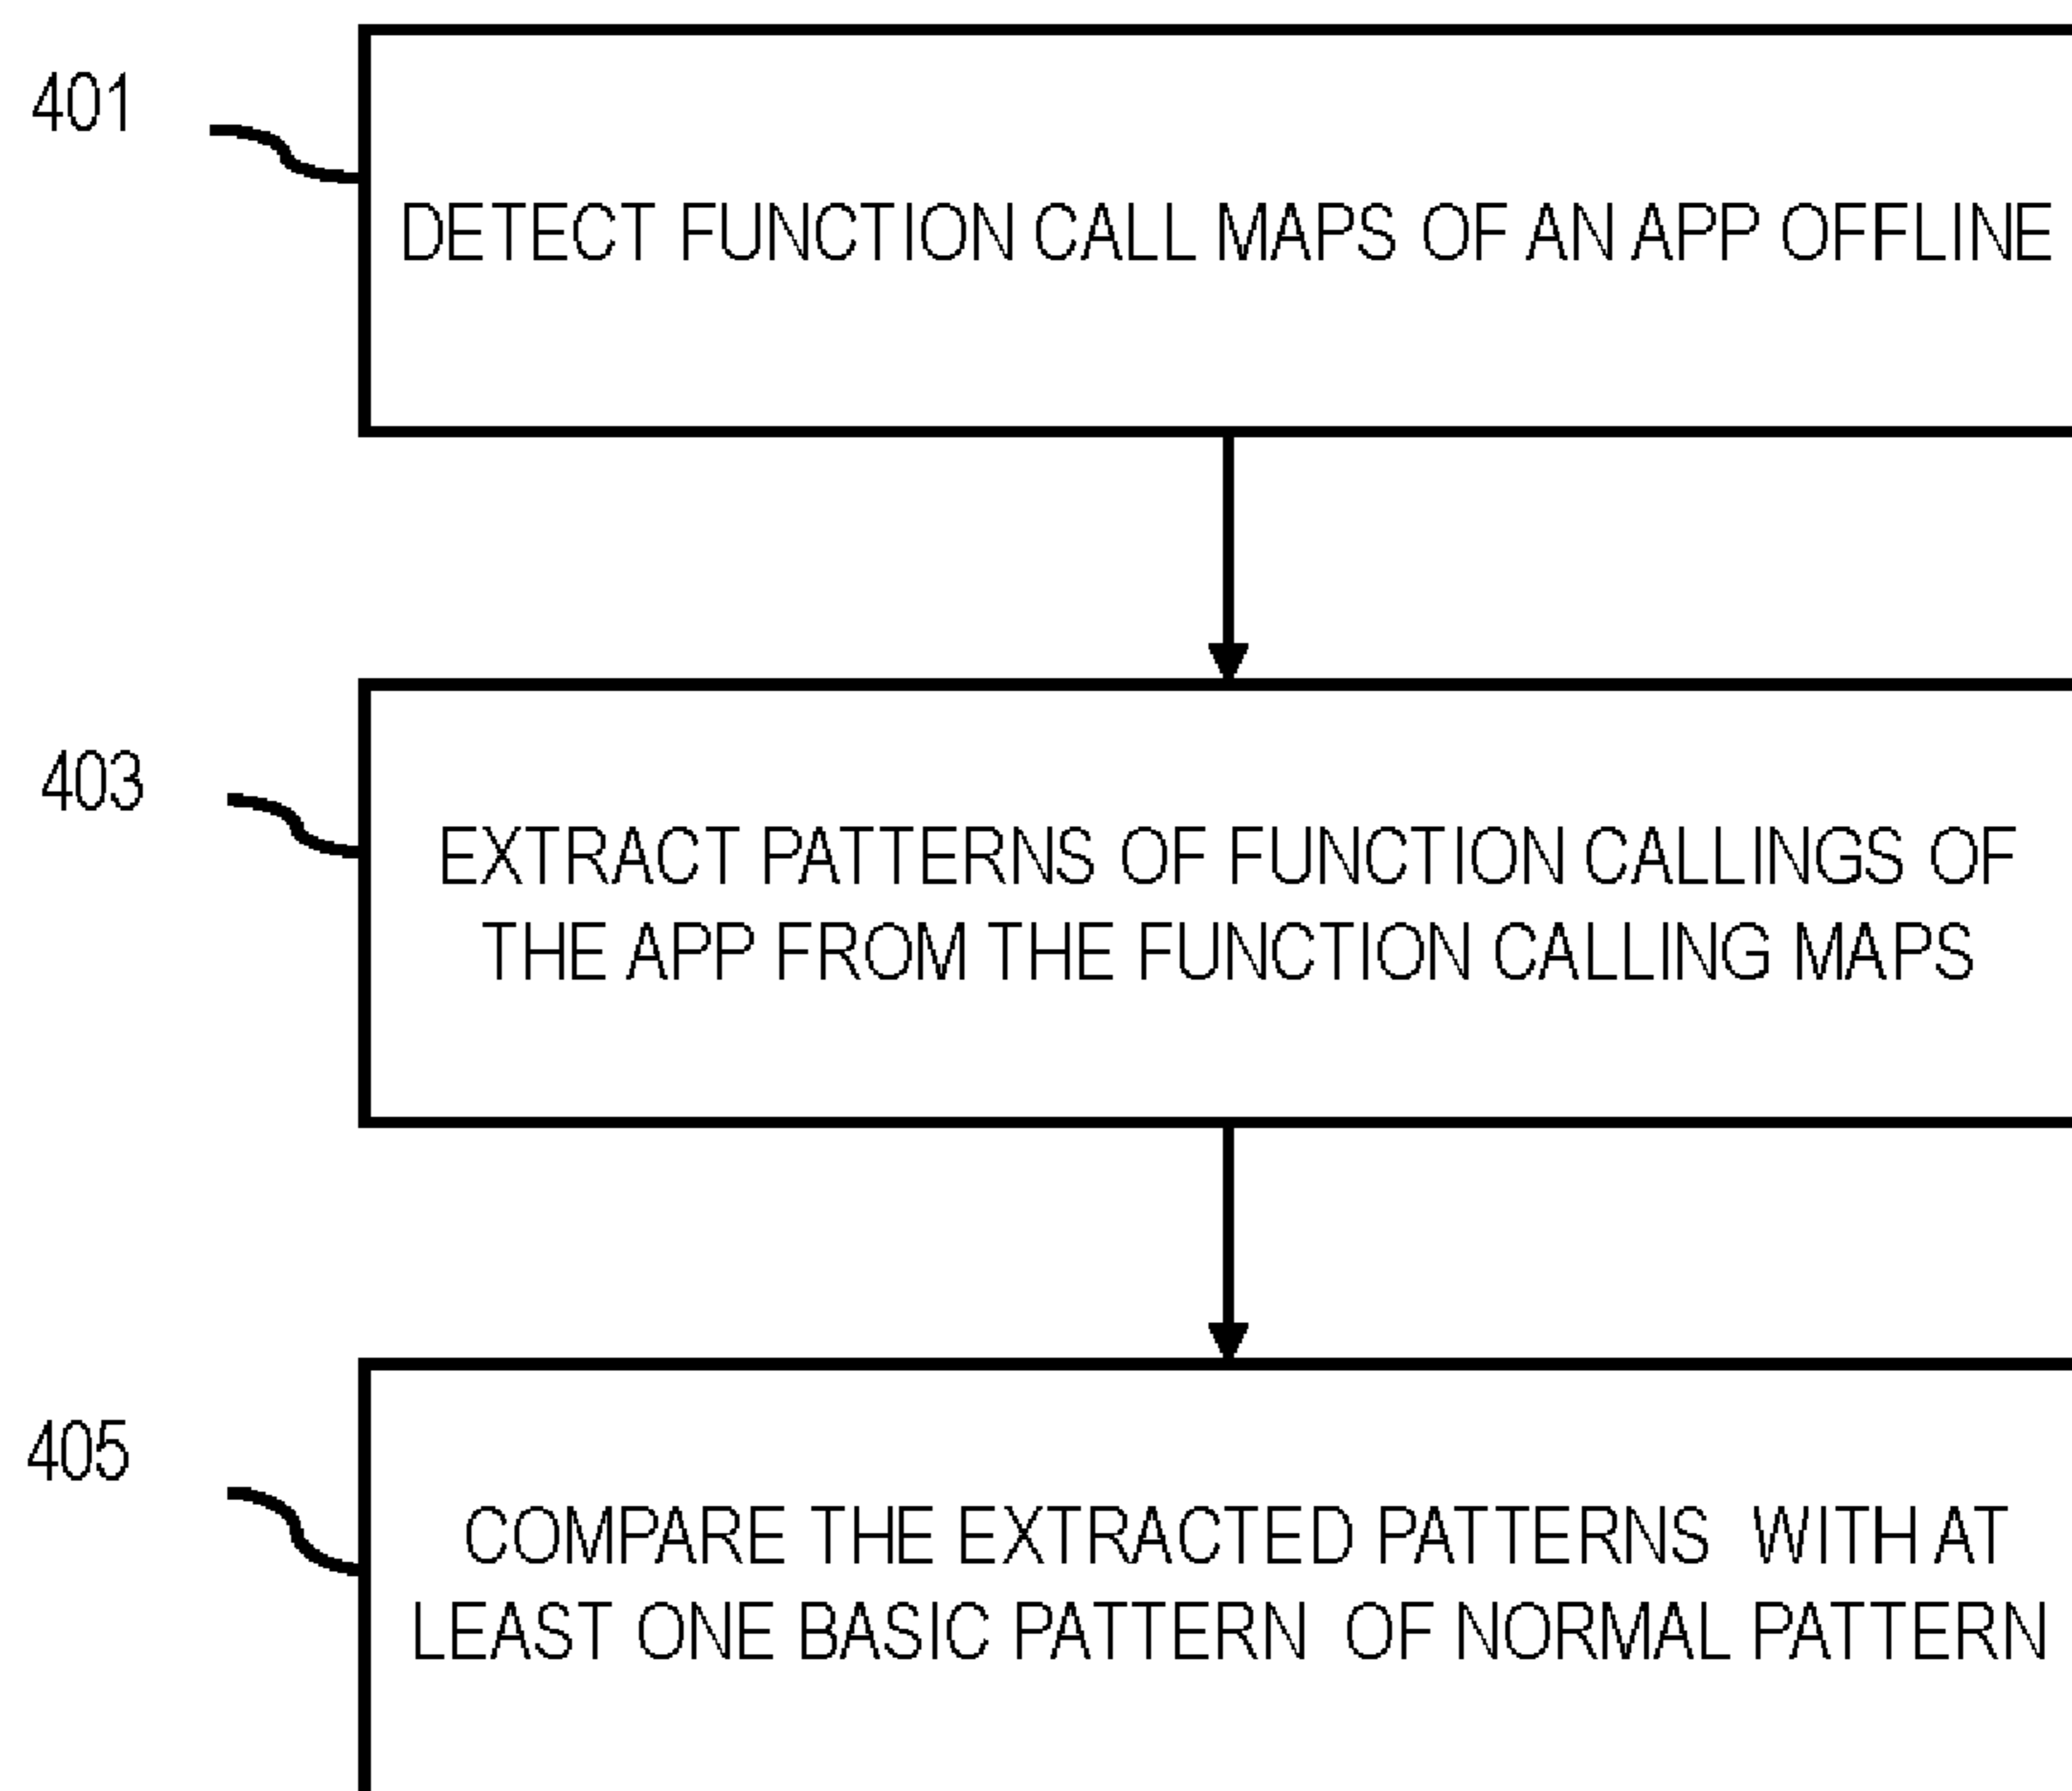 401
DETECT FUNCTION CALL MAPS OF AN APP OFFLINE
403
EXTRACT PATTERNS OF FUNCTION CALLINGS OF
THE APP FROM THE FUNCTION CALLING MAPS
405
COMPARE THE EXTRACTED PATTERNS WITH AT
LEAST ONE BASIC PATTERN OF NORMAL PATTERN